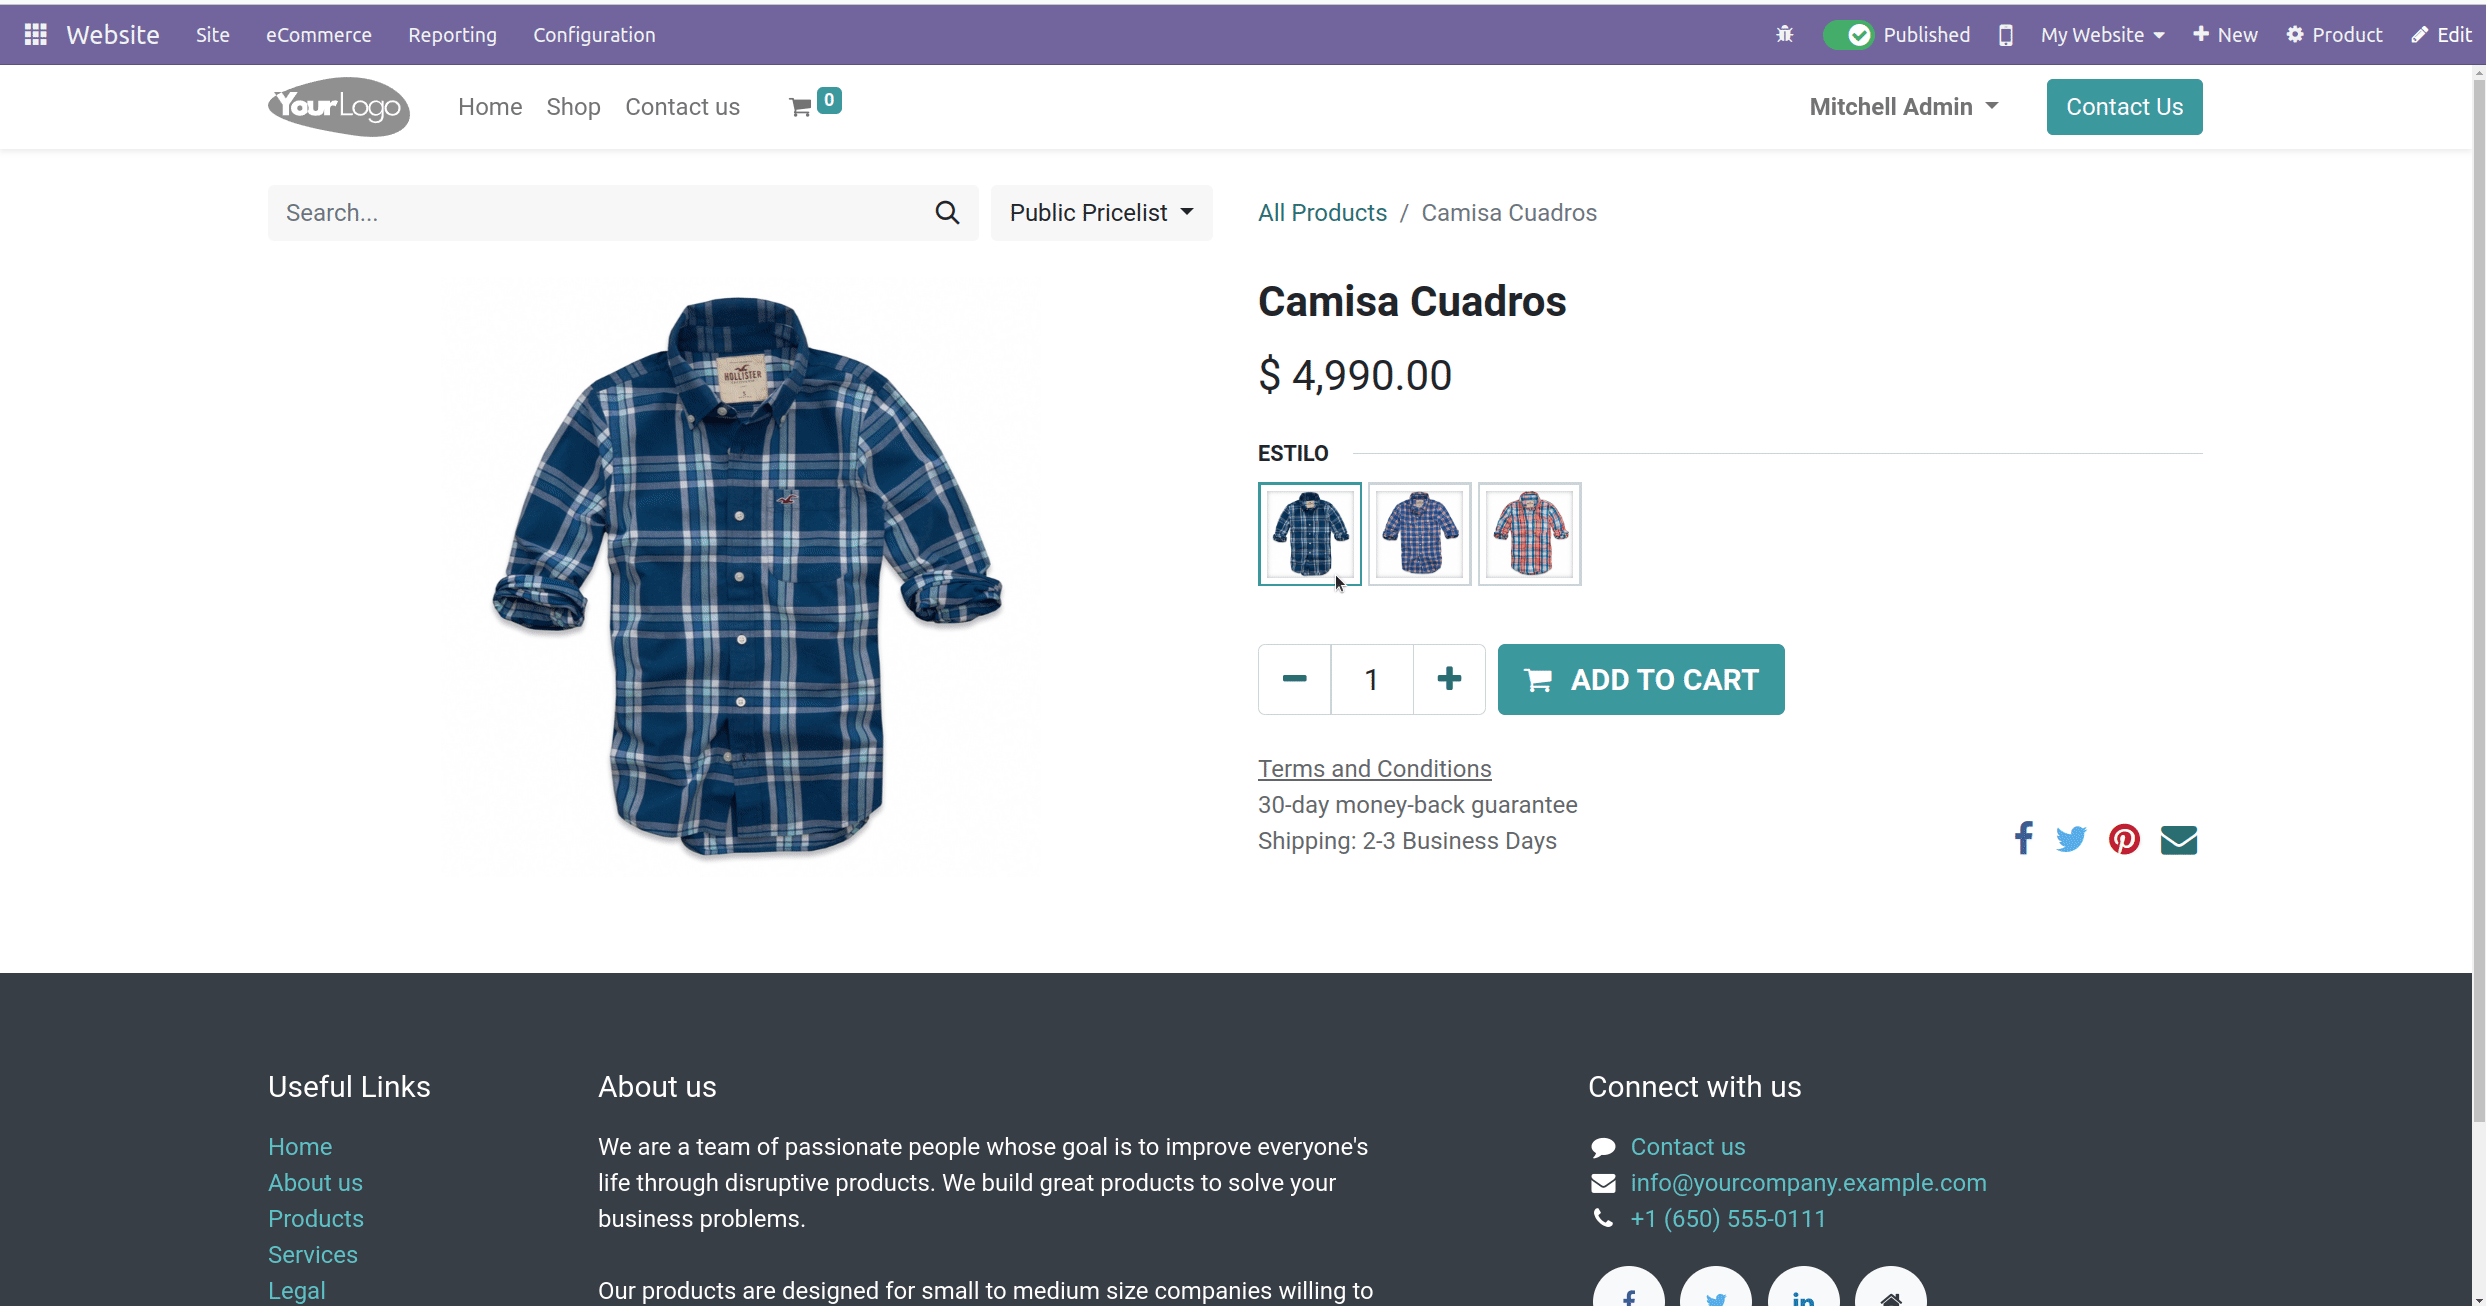 Website Site eCommerce Reporting Configuration Published My Website New Product Edit
YourLogo Home Shop Contact us 0 Mitchell Admin Contact Us
Search... Public Pricelist All Products / Camisa Cuadros
Camisa Cuadros
$ 4,990.00
HOLLISTER
ESTILO
1 ADD TO CART
Terms and Conditions
30-day money-back guarantee
Shipping: 2-3 Business Days
Useful Links
Home
About us
Products
Services
Legal
About us
We are a team of passionate people whose goal is to improve everyone's
life through disruptive products. We build great products to solve your
business problems.
Our products are designed for small to medium size companies willing to
Connect with us
Contact us
info@yourcompany.example.com
+1 (650) 555-0111